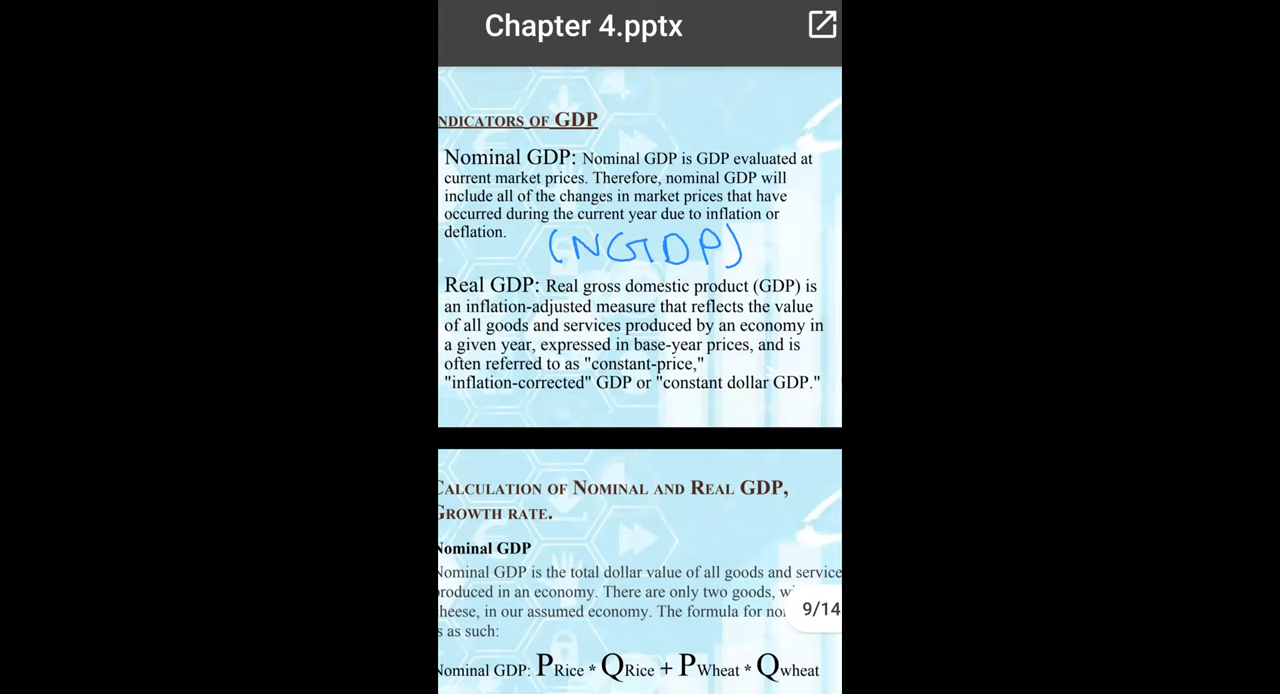 Chapter 4.pptx
NDICATORS OF GDP
Nominal GDP: Nominal GDP is GDP evaluated at
current market prices. Therefore, nominal GDP will
include all of the changes in market prices that have
occurred during the current year due to inflation or
deflation.
(NGDP)
Real GDP: Real gross domestic product (GDP) is
an inflation-adjusted measure that reflects the value
of all goods and services produced by an economy in
a given year, expressed in base-year prices, and is
often referred to as "constant-price,"
"inflation-corrected" GDP or "constant dollar GDP."
CALCULATION OF NOMINAL AND REAL GDP,
GROWTH RATE.
Nominal GDP
Nominal GDP is the total dollar value of all goods and service
produced in an economy. There are only two goods, w
heese, in our assumed economy. The formula for no
9/14
s as such:
Nominal GDP: PRice * QRice + PWheat * Qwheat